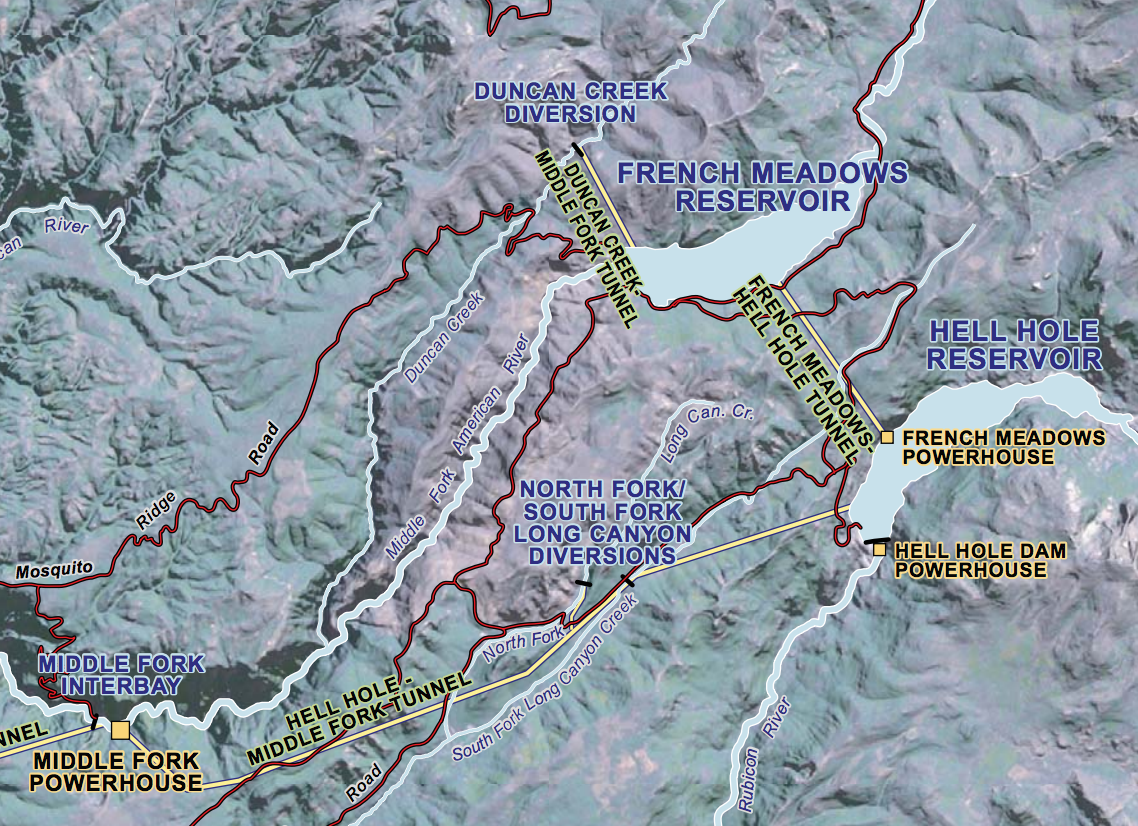 DUNCAN CREEK
DIVERSION
FRENCH MEADOWS
RESERVOIR
DUNCAN CREEK-
MIDDLE FORK TUNNEL
River
Duncan Creek
FRENCH MEADOWS-
HELL HOLE TUNNEL
HELL HOLE
RESERVOIR
Middle Fork American River
Long Can. Cr.
FRENCH MEADOWS
POWERHOUSE
Mosquito Ridge Road
NORTH FORK/
SOUTH FORK
LONG CANYON
DIVERSIONS
HELL HOLE DAM
POWERHOUSE
North Fork
South Fork Long Canyon Creek
MIDDLE FORK
INTERBAY
HELL HOLE -
MIDDLE FORK TUNNEL
Rubicon River
MIDDLE FORK
POWERHOUSE
Road